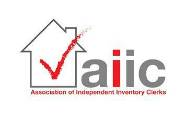 aiic
Association of Independent Inventory Clerks